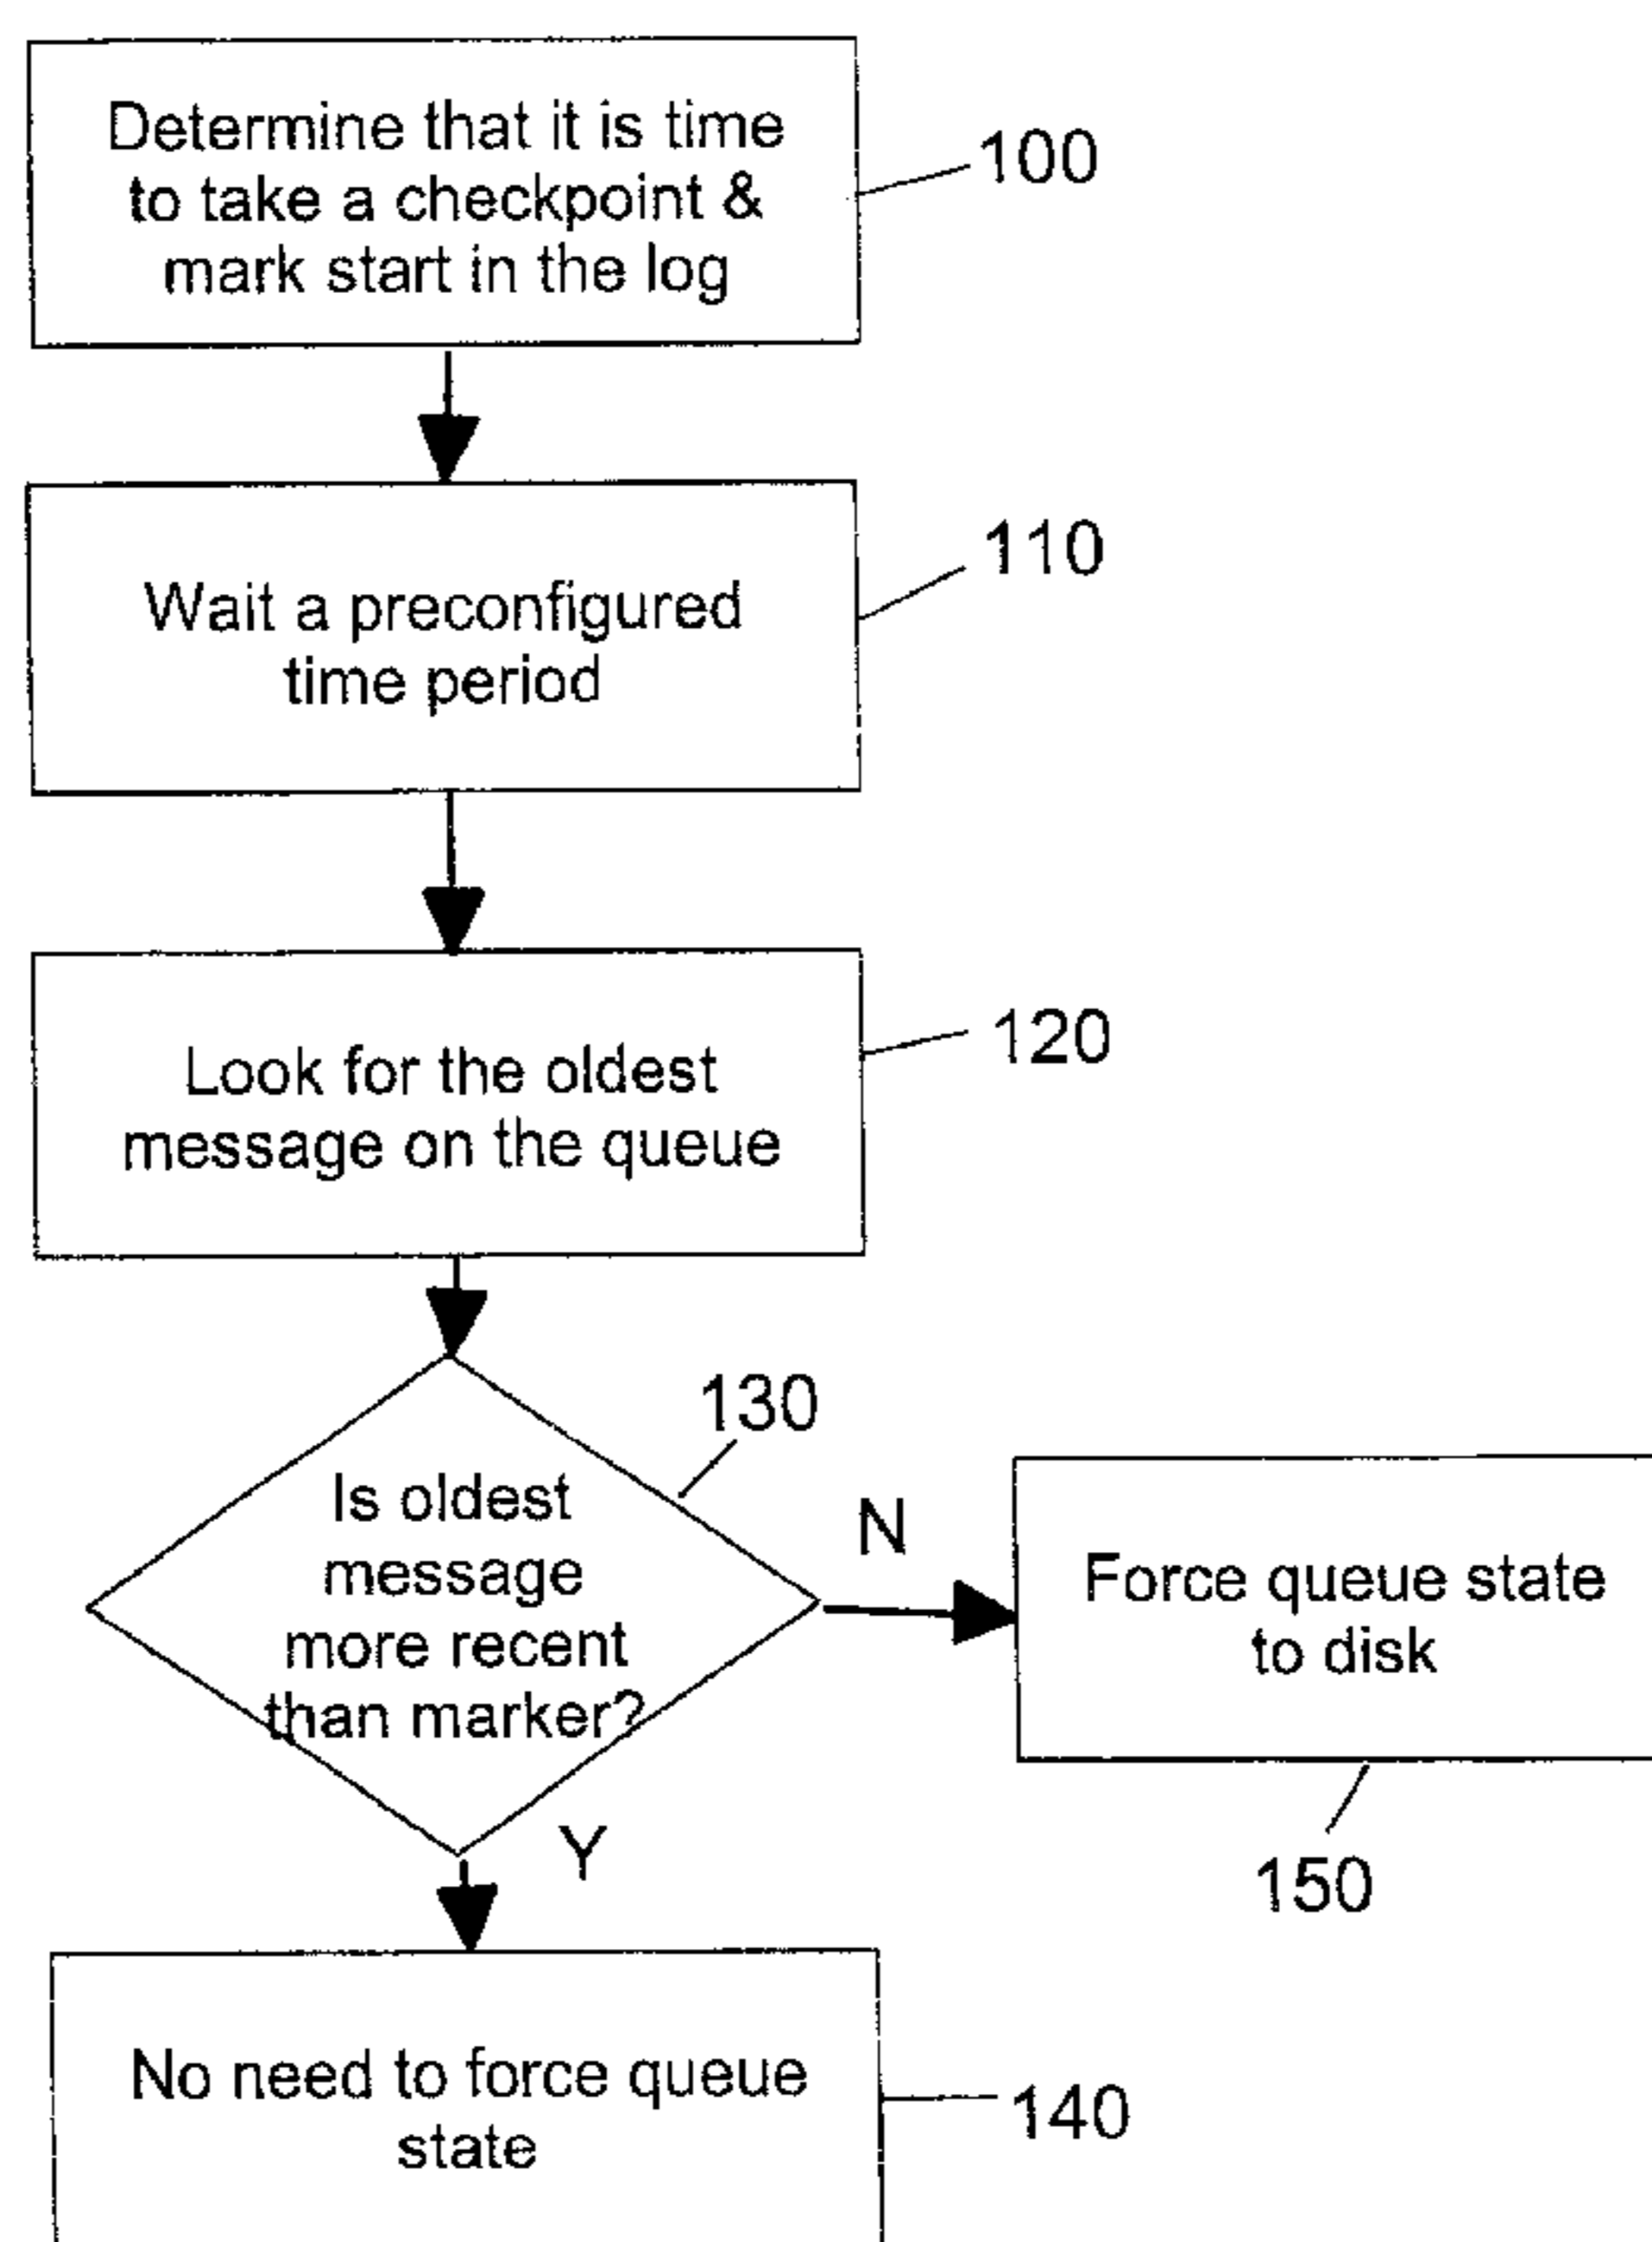 Determine that it is time
to take a checkpoint &
mark start in the log
100
Wait a preconfigured
time period
110
Look for the oldest
message on the queue
120
Is oldest
message
more recent
than marker?
130
N
Force queue state
to disk
150
Y
No need to force queue
state
140